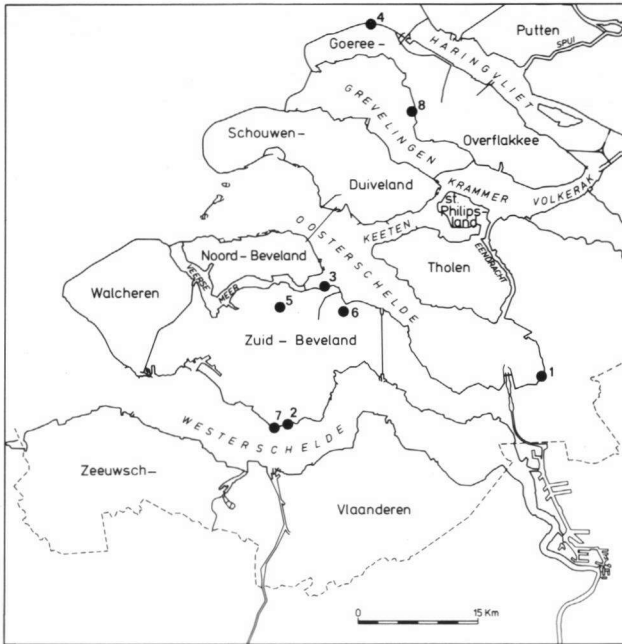 4
Putten
Goeree -
SPUI
HARINGVLIET
8
GREVELINGEN
Schouwen -
Overflakkee
Duiveland
KRAMMER
VOLKERAK
st.
Philips-
land
KEETEN
OOSTERSCHELDE
EENDRACHT
Noord - Beveland
Tholen
VEERSE
MEER
3
Walcheren
5
6
Zuid - Beveland
1
7
2
WESTERSCHELDE
Zeeuwsch -
Vlaanderen
0
15 Km